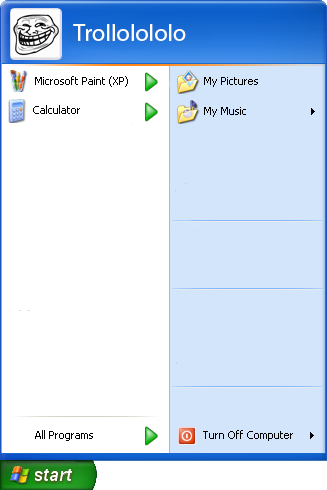 Trollolololo
Microsoft Paint (XP)
Calculator
My Pictures
My Music
All Programs
Turn Off Computer
start